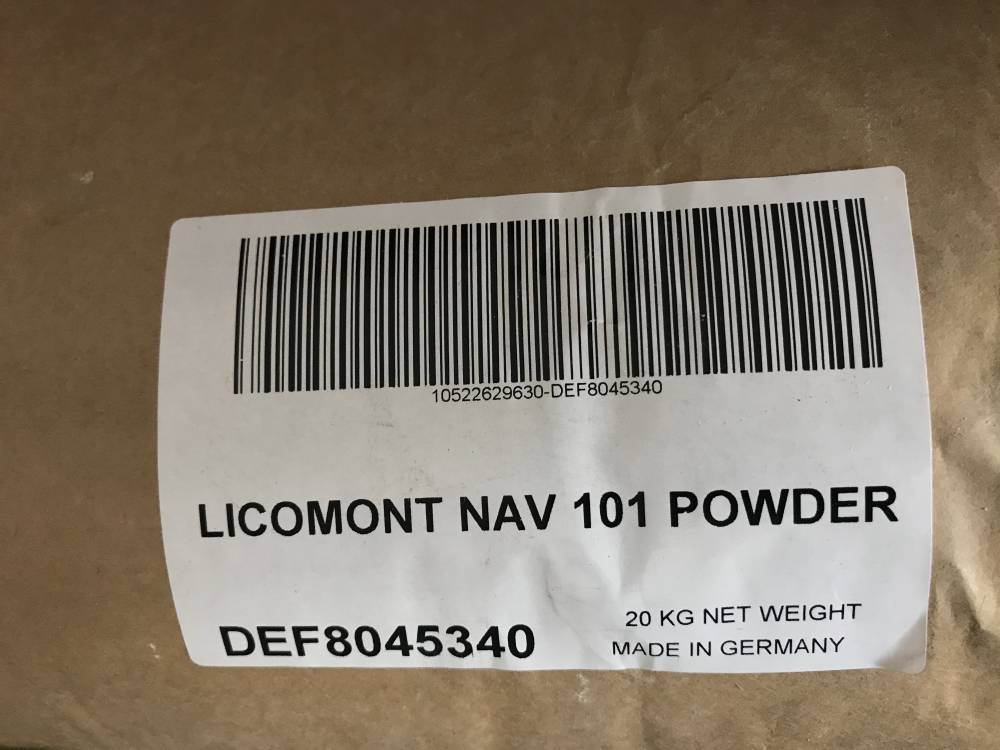 10522629630-DEF8045340
LICOMONT NAV 101 POWDER
DEF8045340
20 KG NET WEIGHT
MADE IN GERMANY